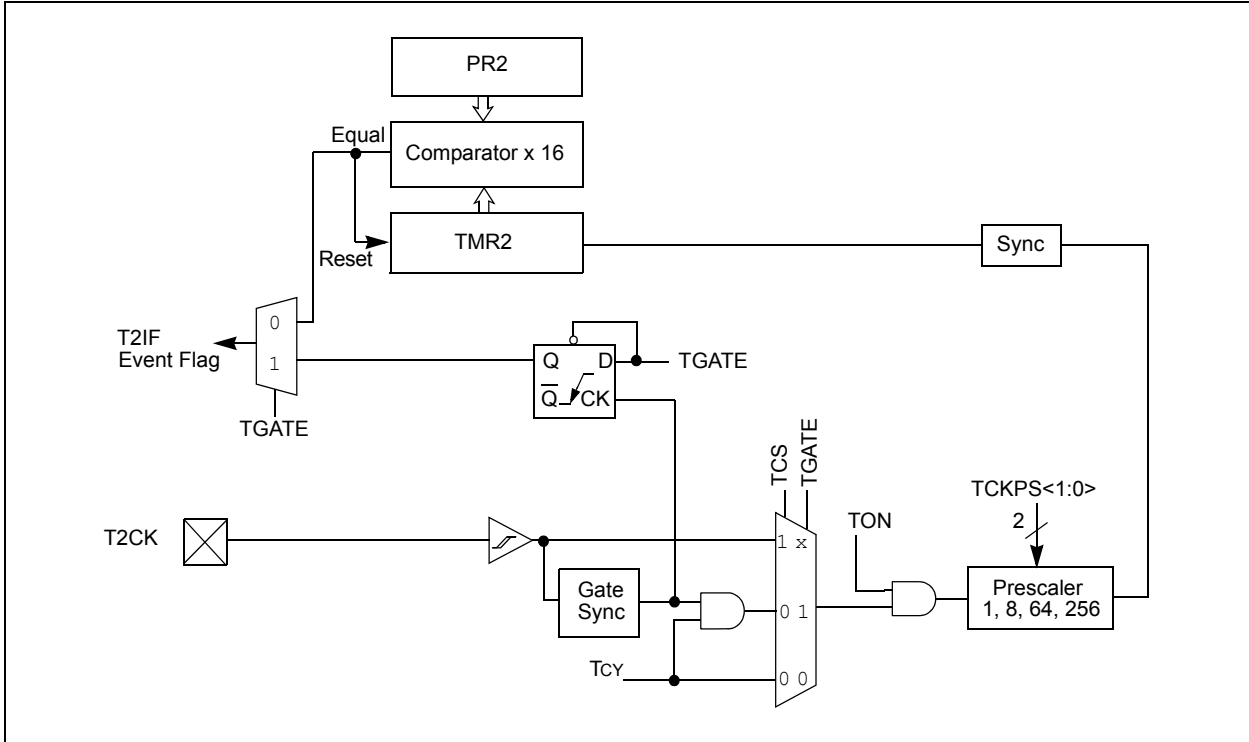 PR2
Equal
Comparator x 16
TMR2
Reset
Sync
0
1
T2IF
Event Flag
TGATE
Q
D
Q
CK
TGATE
TCS
TGATE
TCKPS<1:0>
2
TON
T2CK
1 x
Gate
Sync
0 1
Prescaler
1, 8, 64, 256
TCY
0 0